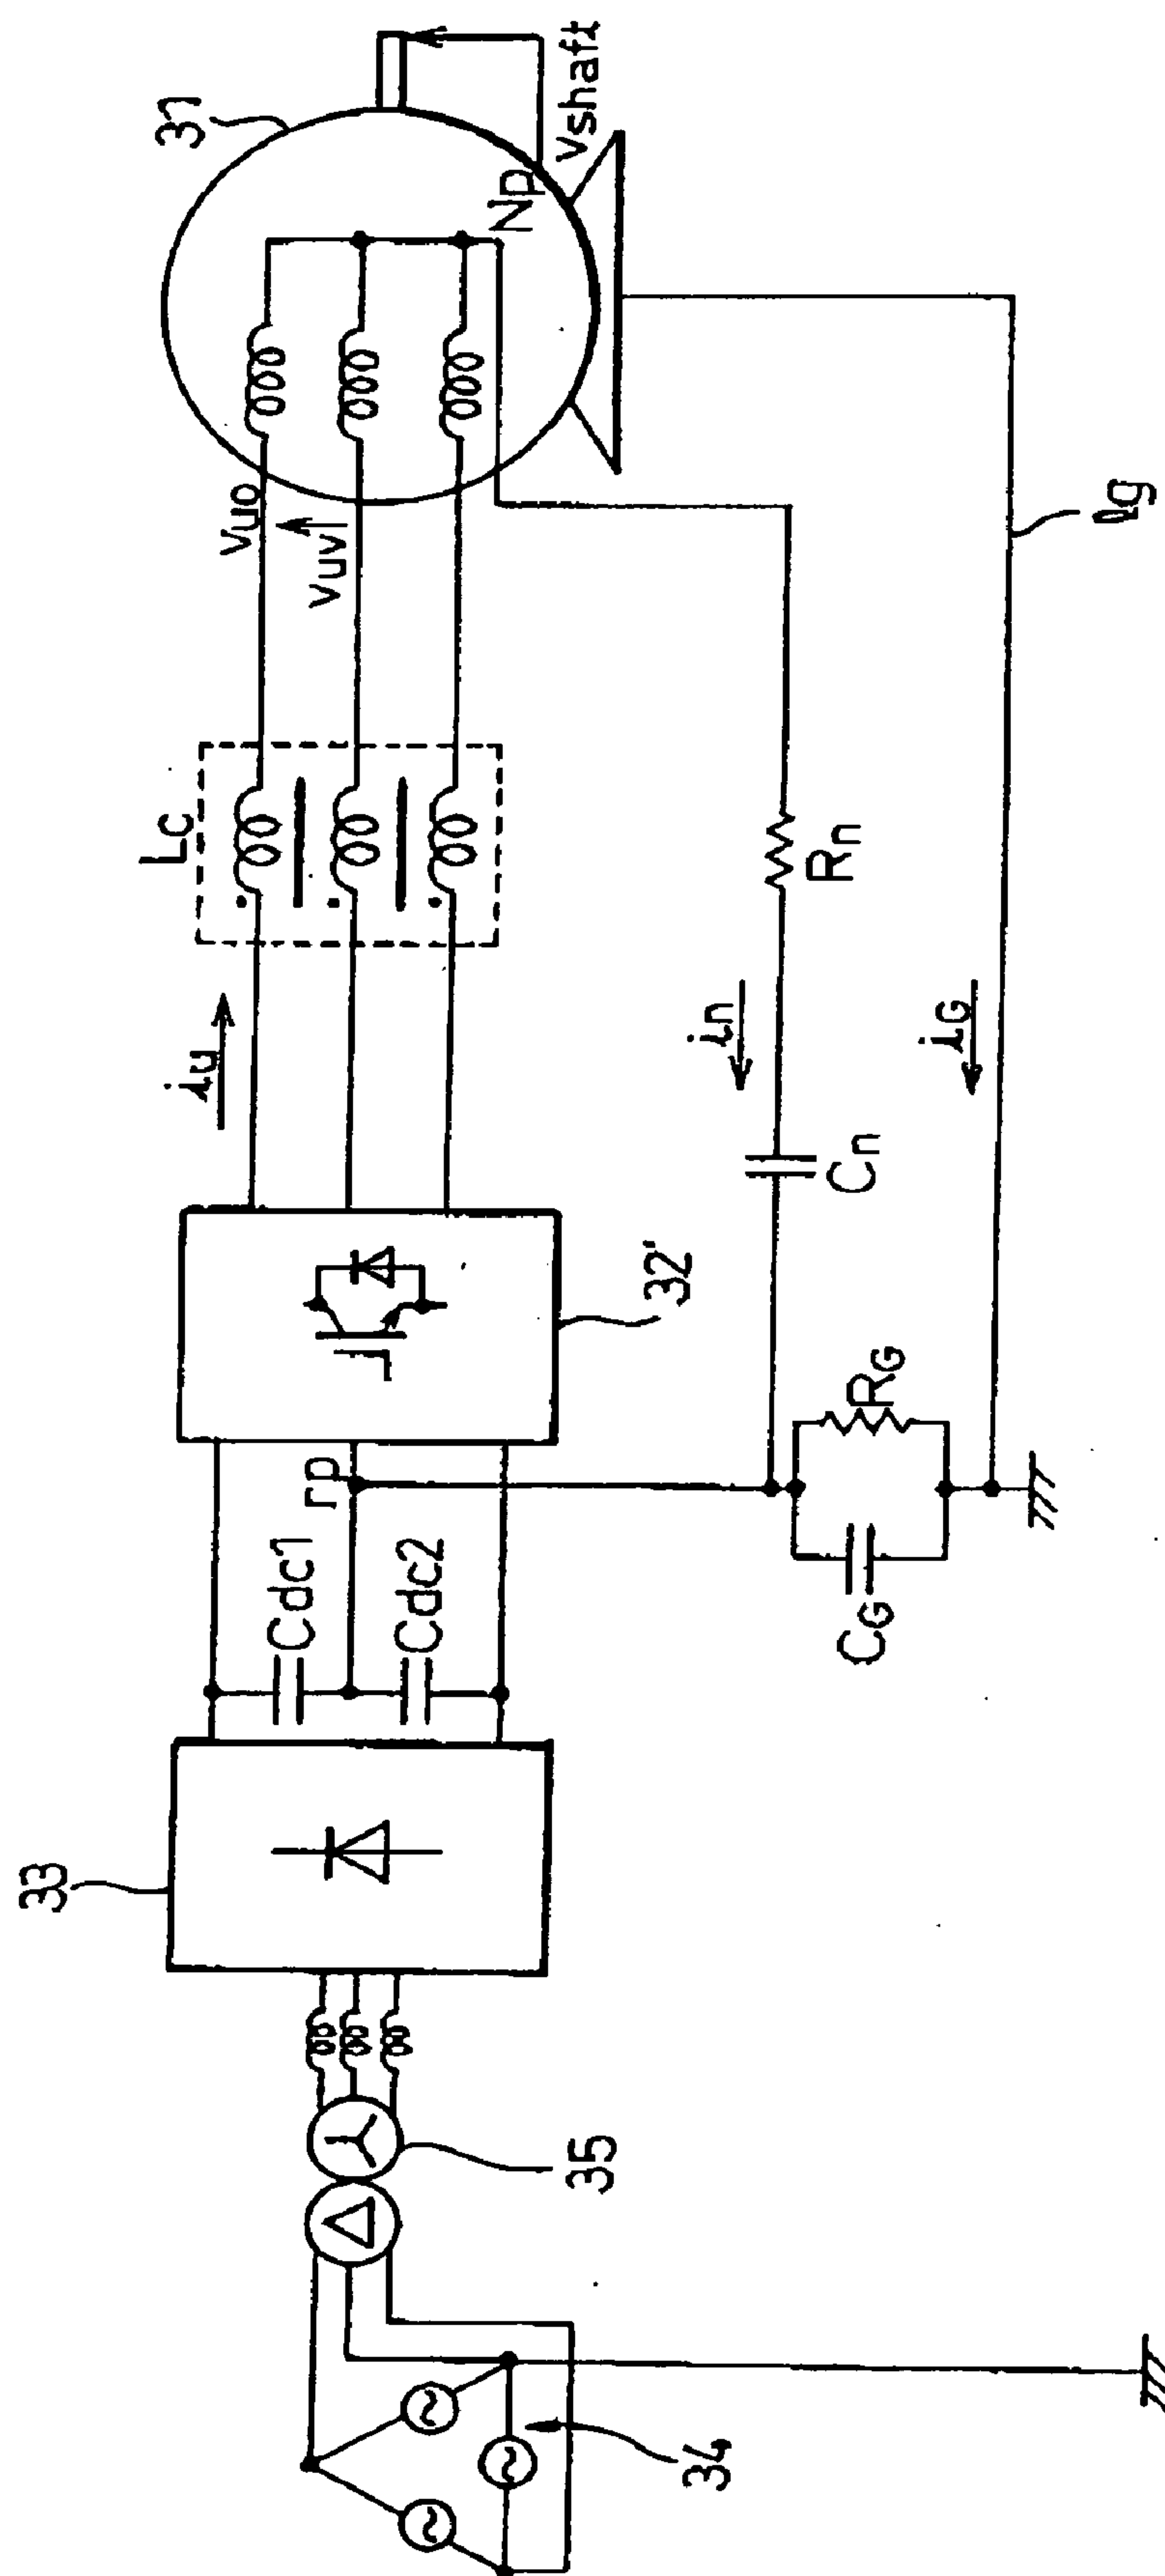 31
Vshaft
Np
Vuo
Vuv
Lc
iu
Rn
in
iG
ℓg
Cn
32'
rp
RG
CG
Cdc1
Cdc2
33
35
34